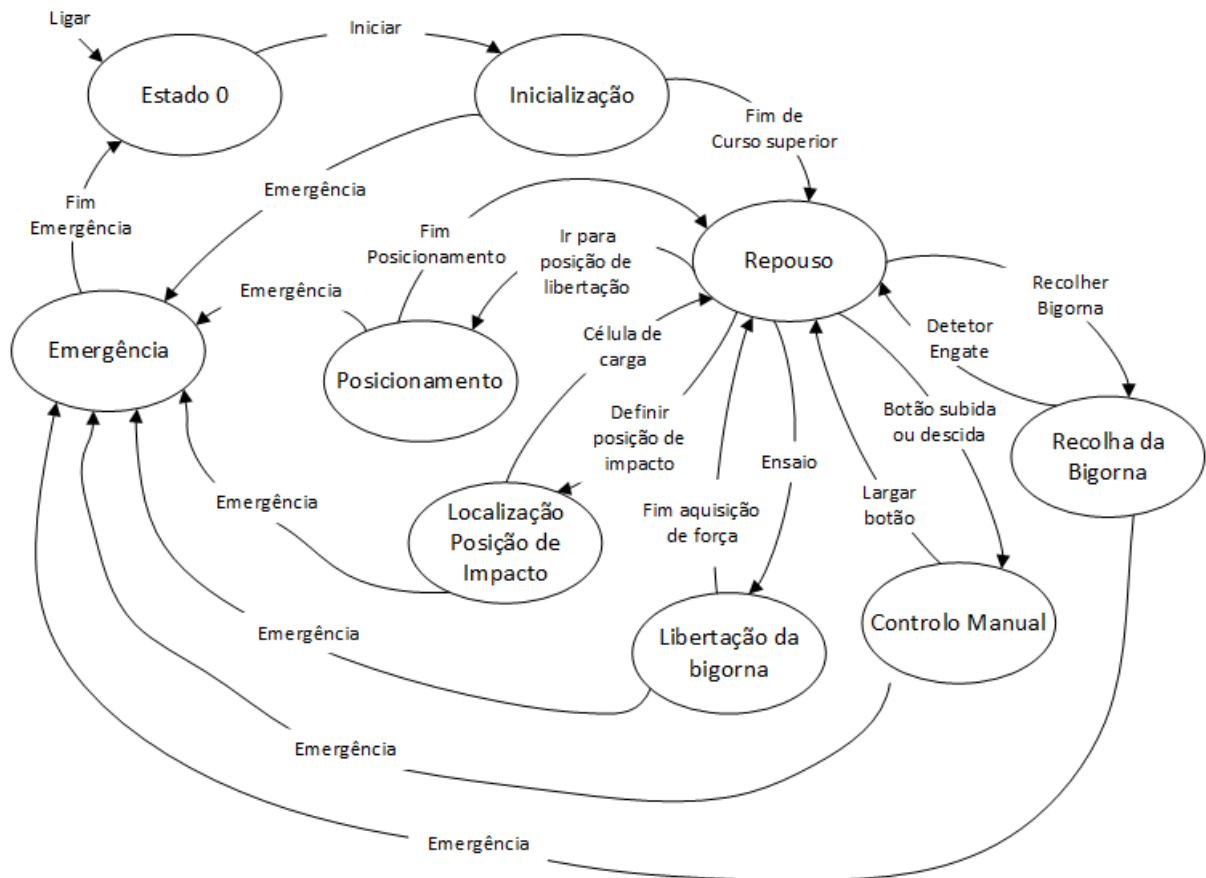 Ligar
Iniciar
Estado 0
Inicialização
Fim de
Curso superior
Emergência
Fim
Emergência
Fim
Posicionamento
Ir para
posição de
libertação
Repouso
Recolher
Bigorna
Emergência
Detetor
Engate
Célula de
carga
Emergência
Posicionamento
Definir
posição de
impacto
Botão subida
ou descida
Recolha da
Bigorna
Ensaio
Largar
botão
Emergência
Localização
Posição de
Impacto
Fim aquisição
de força
Controlo Manual
Emergência
Libertação da
bigorna
Emergência
Emergência